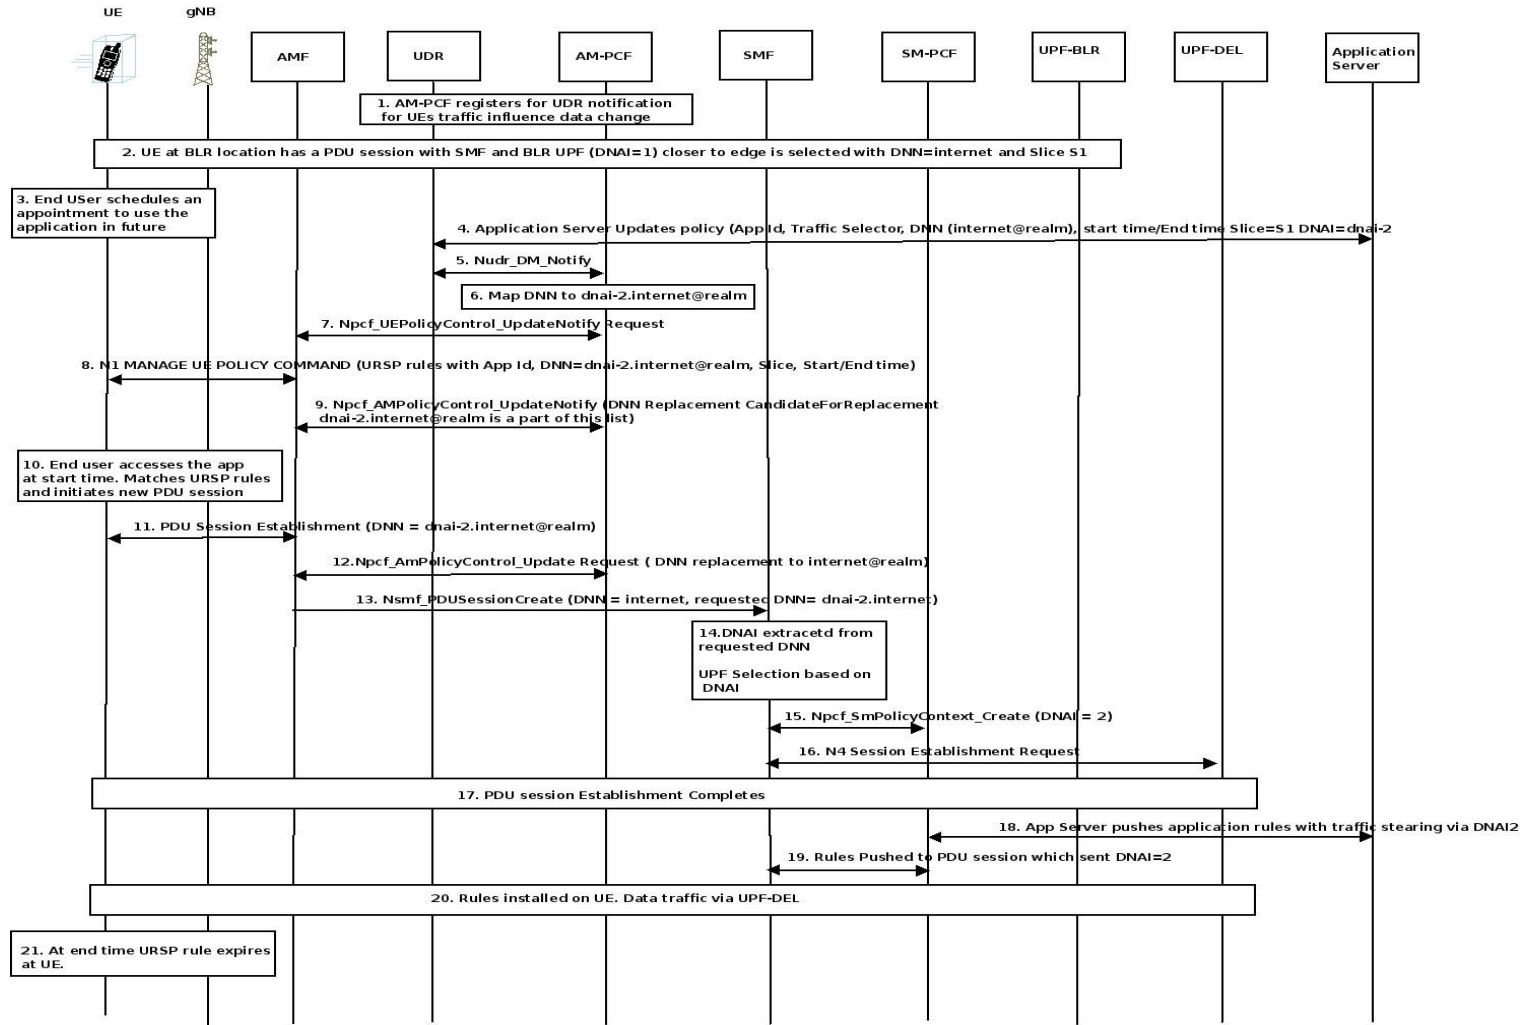 UE
gNB
AMF
UDR
AM-PCF
SMF
SM-PCF
UPF-BLR
UPF-DEL
Application
Server
1. AM-PCF registers for UDR notification
for UEs traffic influence data change
2. UE at BLR location has a PDU session with SMF and BLR UPF (DNAI=1) closer to edge is selected with DNN=internet and Slice S1
3. End USer schedules an
appointment to use the
application in future
4. Application Server Updates policy (App Id, Traffic Selector, DNN (internet@realm), start time/End time Slice=S1 DNAI=dnai-2
5. Nudr_DM_Notify
6. Map DNN to dnai-2.internet@realm
7. Npcf_UEPolicyControl_UpdateNotify Request
8. N1 MANAGE UE POLICY COMMAND (URSP rules with App Id, DNN=dnai-2.internet@realm, Slice, Start/End time)
9. Npcf_AMPolicyControl_UpdateNotify (DNN Replacement CandidateForReplacement
dnai-2.internet@realm is a part of this list)
10. End user accesses the app
at start time. Matches URSP rules
and initiates new PDU session
11. PDU Session Establishment (DNN = dnai-2.internet@realm)
12.Npcf_AmPolicyControl_Update Request ( DNN replacement to internet@realm)
13. Nsmf_PDUSessionCreate (DNN = internet, requested DNN= dnai-2.internet)
14.DNAI extracetd from
requested DNN
UPF Selection based on
DNAI
15. Npcf_SmPolicyContext_Create (DNAI = 2)
16. N4 Session Establishment Request
17. PDU session Establishment Completes
18. App Server pushes application rules with traffic stearing via DNAI2
19. Rules Pushed to PDU session which sent DNAI=2
20. Rules installed on UE. Data traffic via UPF-DEL
21. At end time URSP rule expires
at UE.